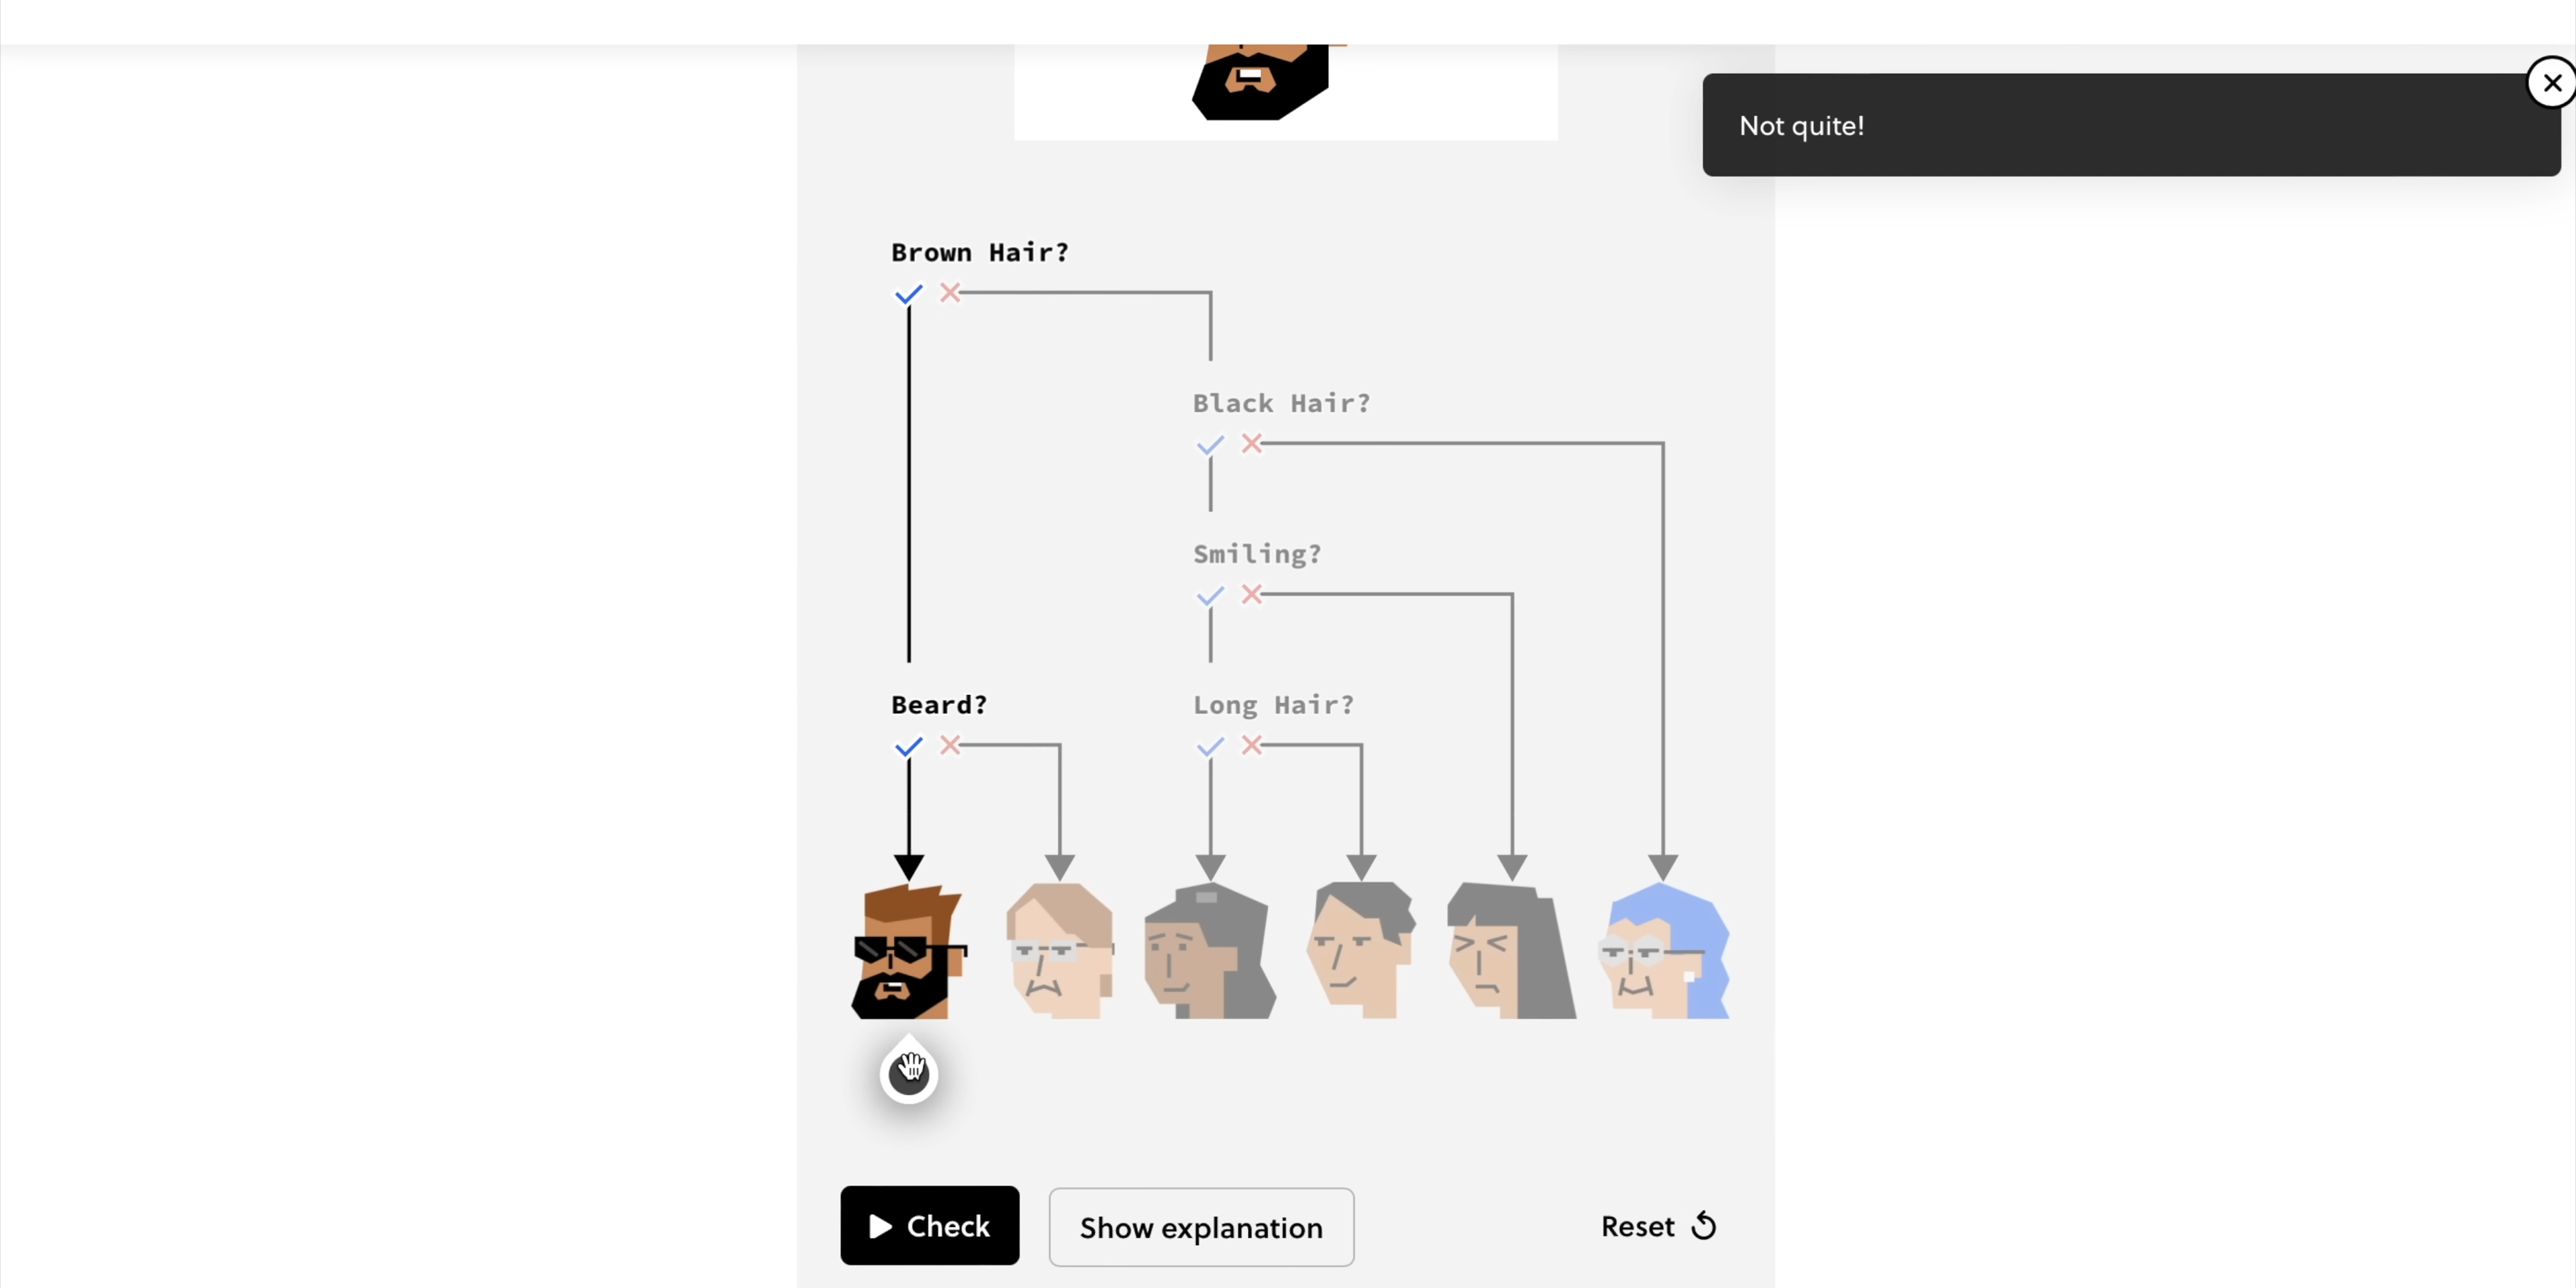 Not quite!
Brown Hair?
Black Hair?
Smiling?
Beard?
Long Hair?
Check
Show explanation
Reset